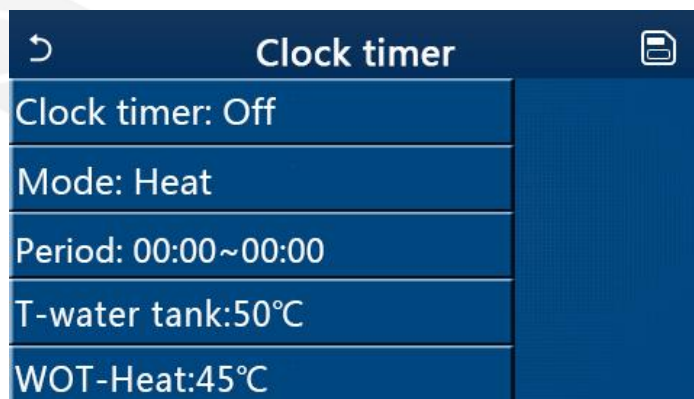 Clock timer
Clock timer: Off
Mode: Heat
Period: 00:00~00:00
T-water tank:50℃
WOT-Heat:45℃